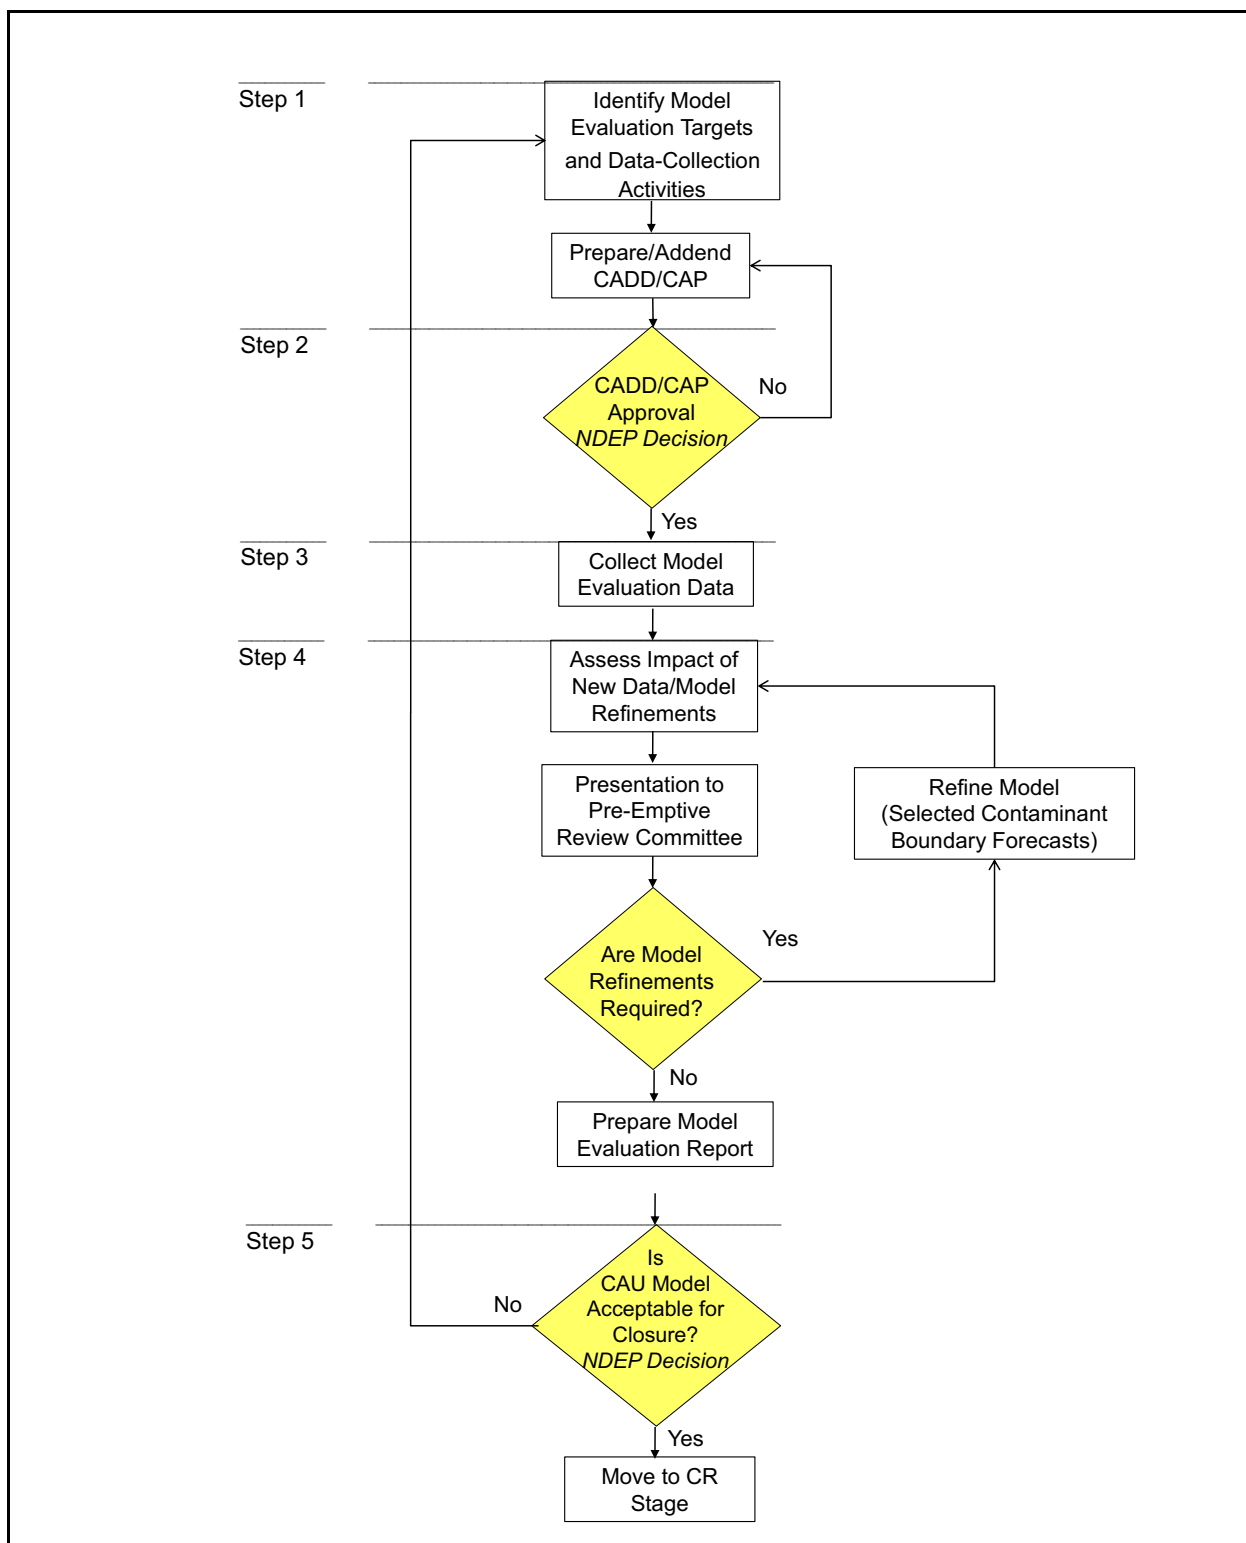 Step 1
Identify Model
Evaluation Targets
and Data-Collection
Activities
Prepare/Addend
CADD/CAP
Step 2
CADD/CAP
Approval
NDEP Decision
No
Yes
Step 3
Collect Model
Evaluation Data
Step 4
Assess Impact of
New Data/Model
Refinements
Presentation to
Pre-Emptive
Review Committee
Refine Model
(Selected Contaminant
Boundary Forecasts)
Are Model
Refinements
Required?
Yes
No
Prepare Model
Evaluation Report
Step 5
Is
CAU Model
Acceptable for
Closure?
NDEP Decision
No
Yes
Move to CR
Stage